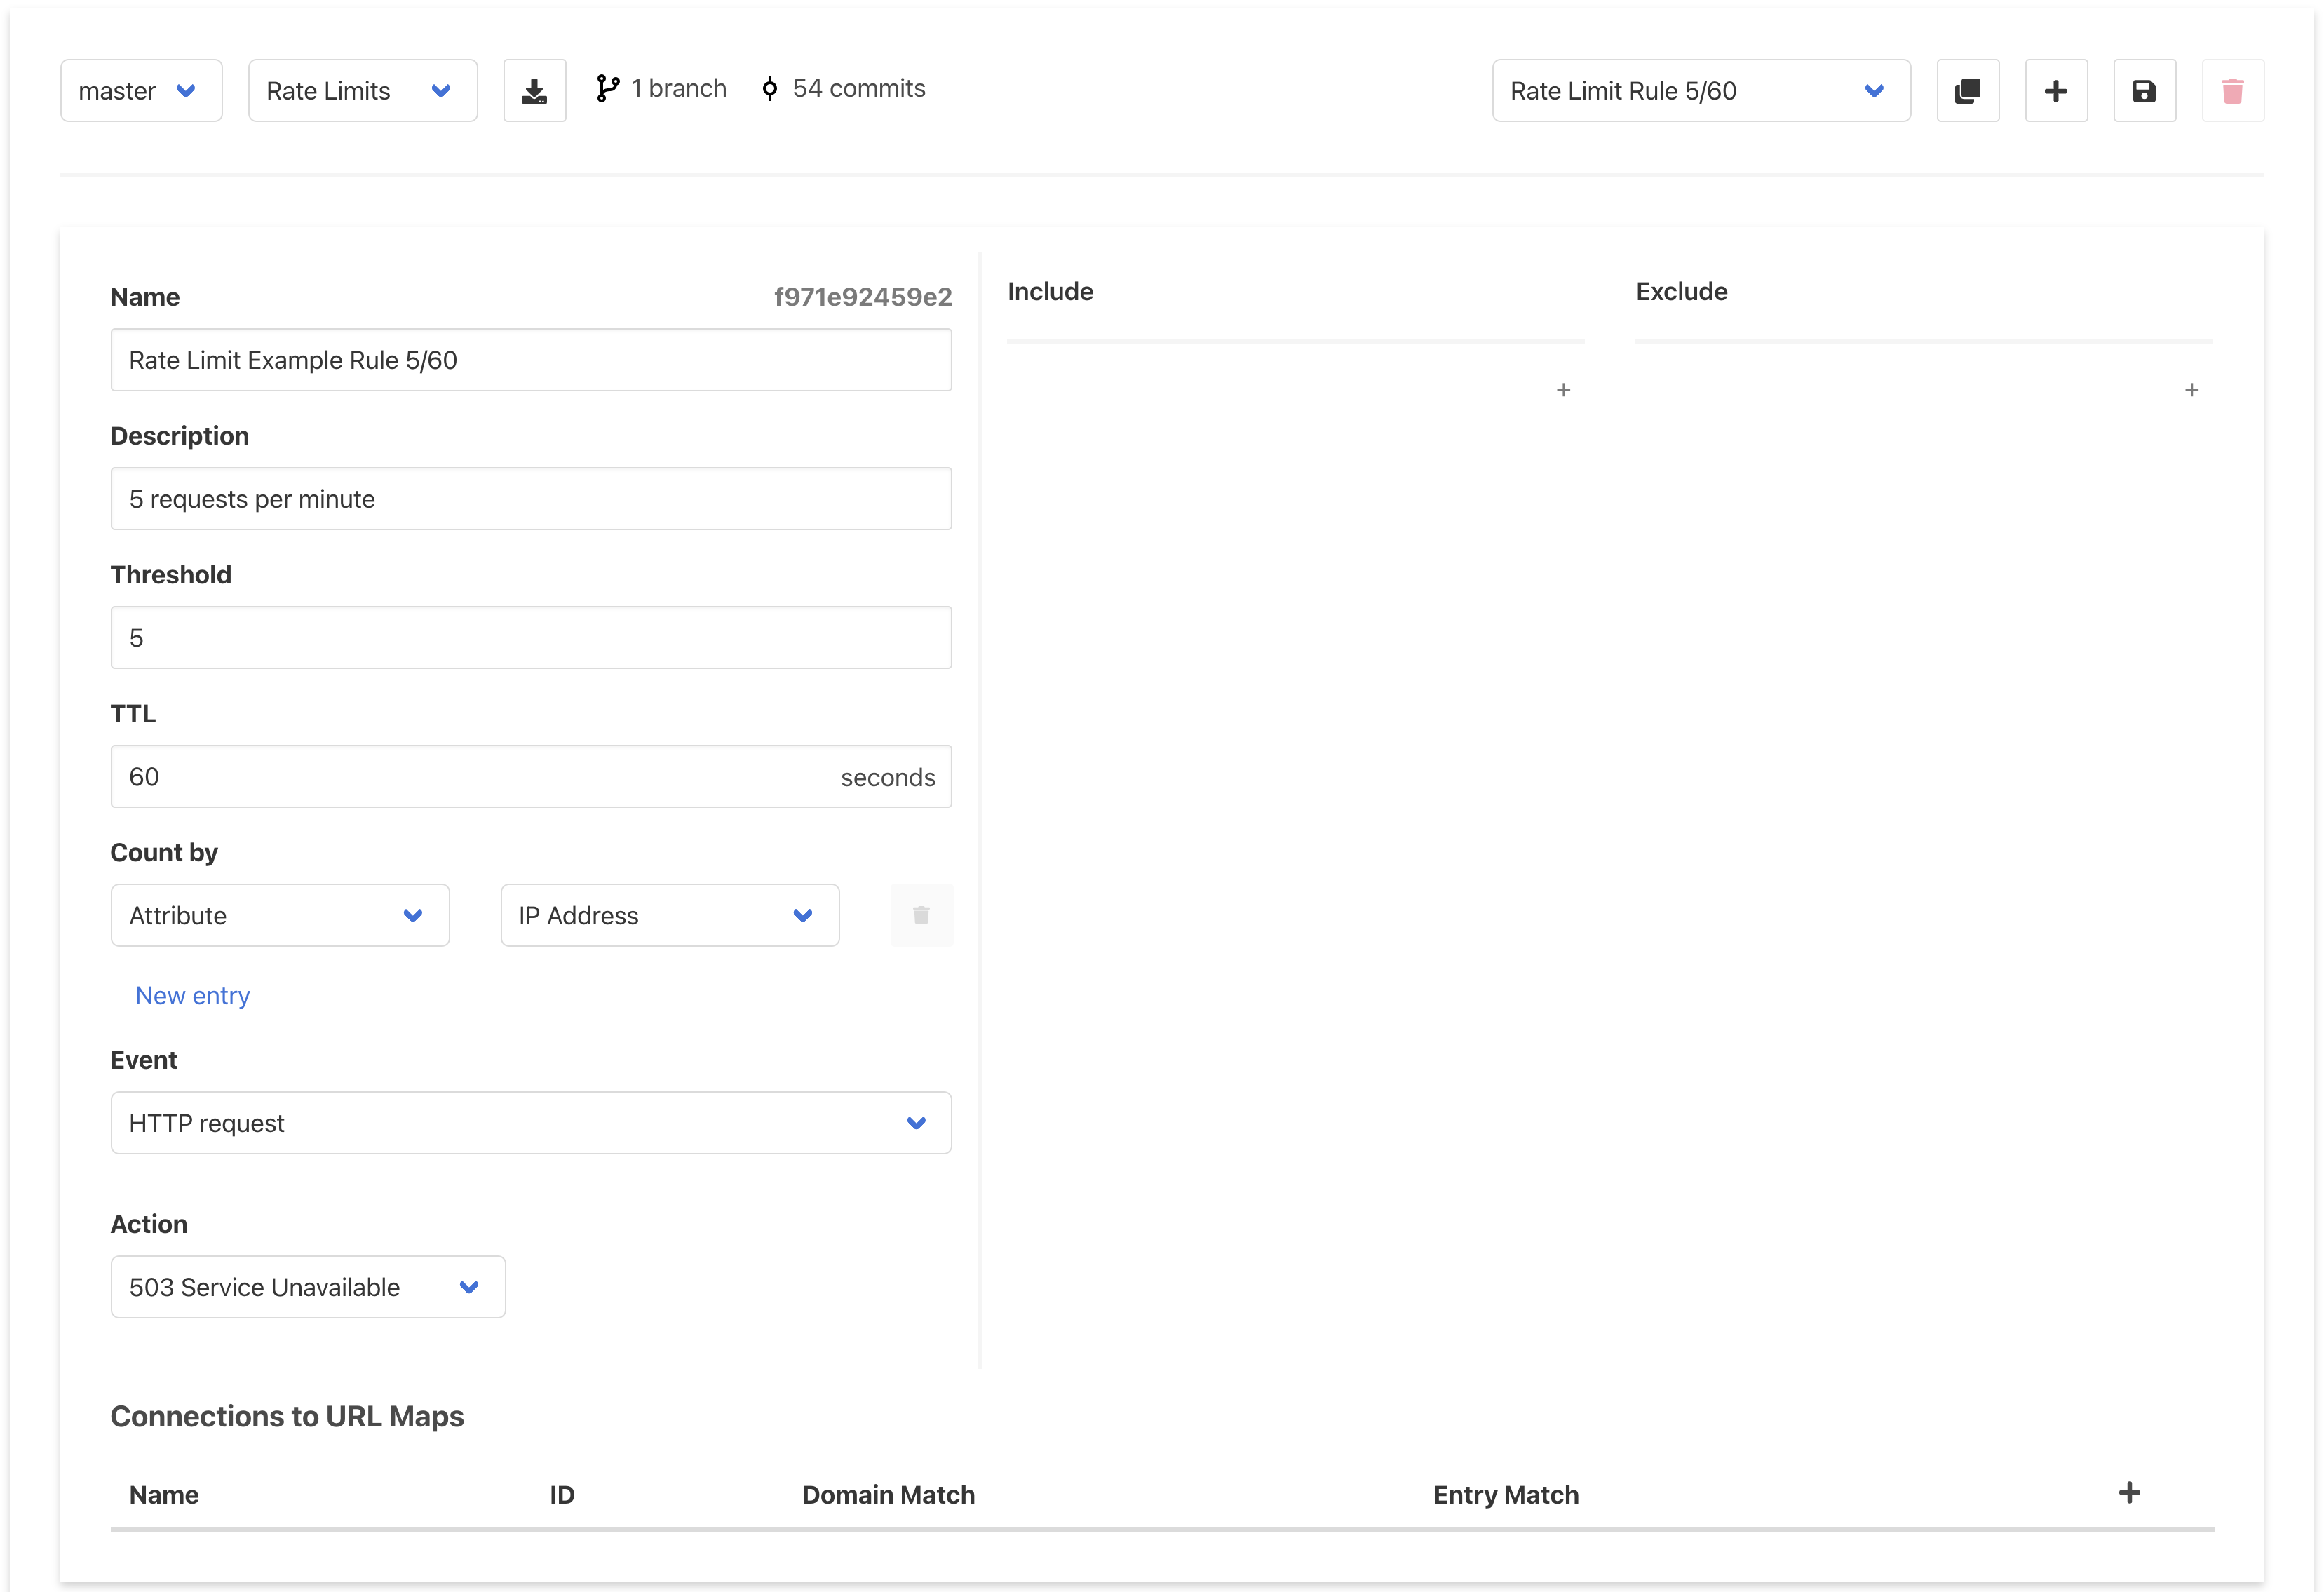 master
Rate Limits
1 branch
54 commits
Rate Limit Rule 5/60
Name
f971e92459e2
Rate Limit Example Rule 5/60
Description
5 requests per minute
Threshold
5
TTL
60
seconds
Count by
Attribute
IP Address
New entry
Event
HTTP request
Action
503 Service Unavailable
Include
+
Exclude
+
Connections to URL Maps
Name ID Domain Match Entry Match +